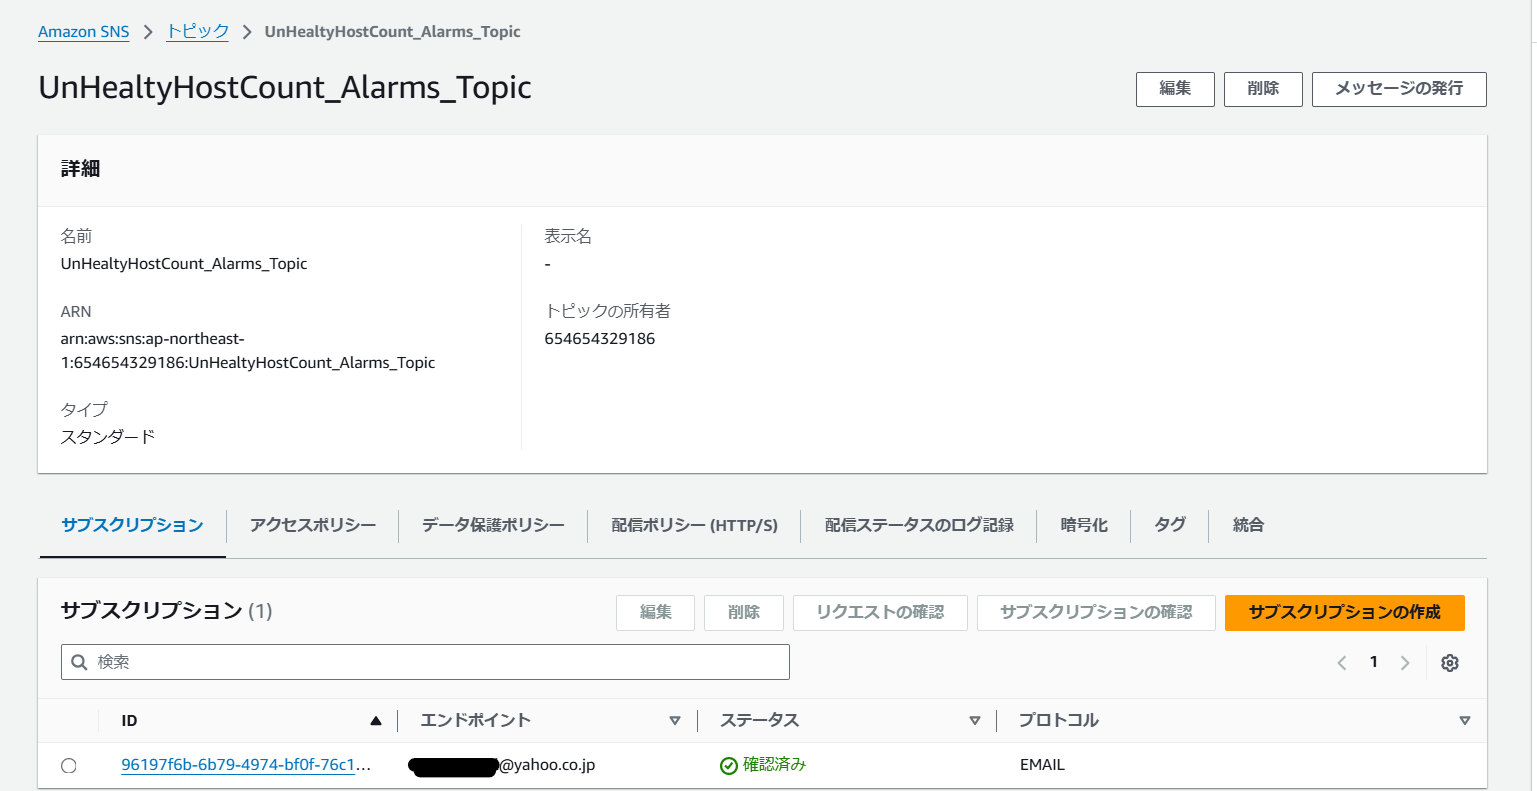 Amazon SNS > トピック > UnHealtyHostCount_Alarms_Topic
UnHealtyHostCount_Alarms_Topic
編集 削除 メッセージの発行
詳細
名前
UnHealtyHostCount_Alarms_Topic
ARN
arn:aws:sns:ap-northeast-
1:654654329186:UnHealtyHostCount_Alarms_Topic
タイプ
スタンダード
表示名
-
トピックの所有者
654654329186
サブスクリプション アクセスポリシー データ保護ポリシー 配信ポリシー (HTTP/S) 配信ステータスのログ記録 暗号化 タグ 統合
サブスクリプション (1)
編集 削除 リクエストの確認 サブスクリプションの確認 サブスクリプションの作成
検索
1
ID エンドポイント ステータス プロトコル
96197f6b-6b79-4974-bf0f-76c1... @yahoo.co.jp 確認済み EMAIL